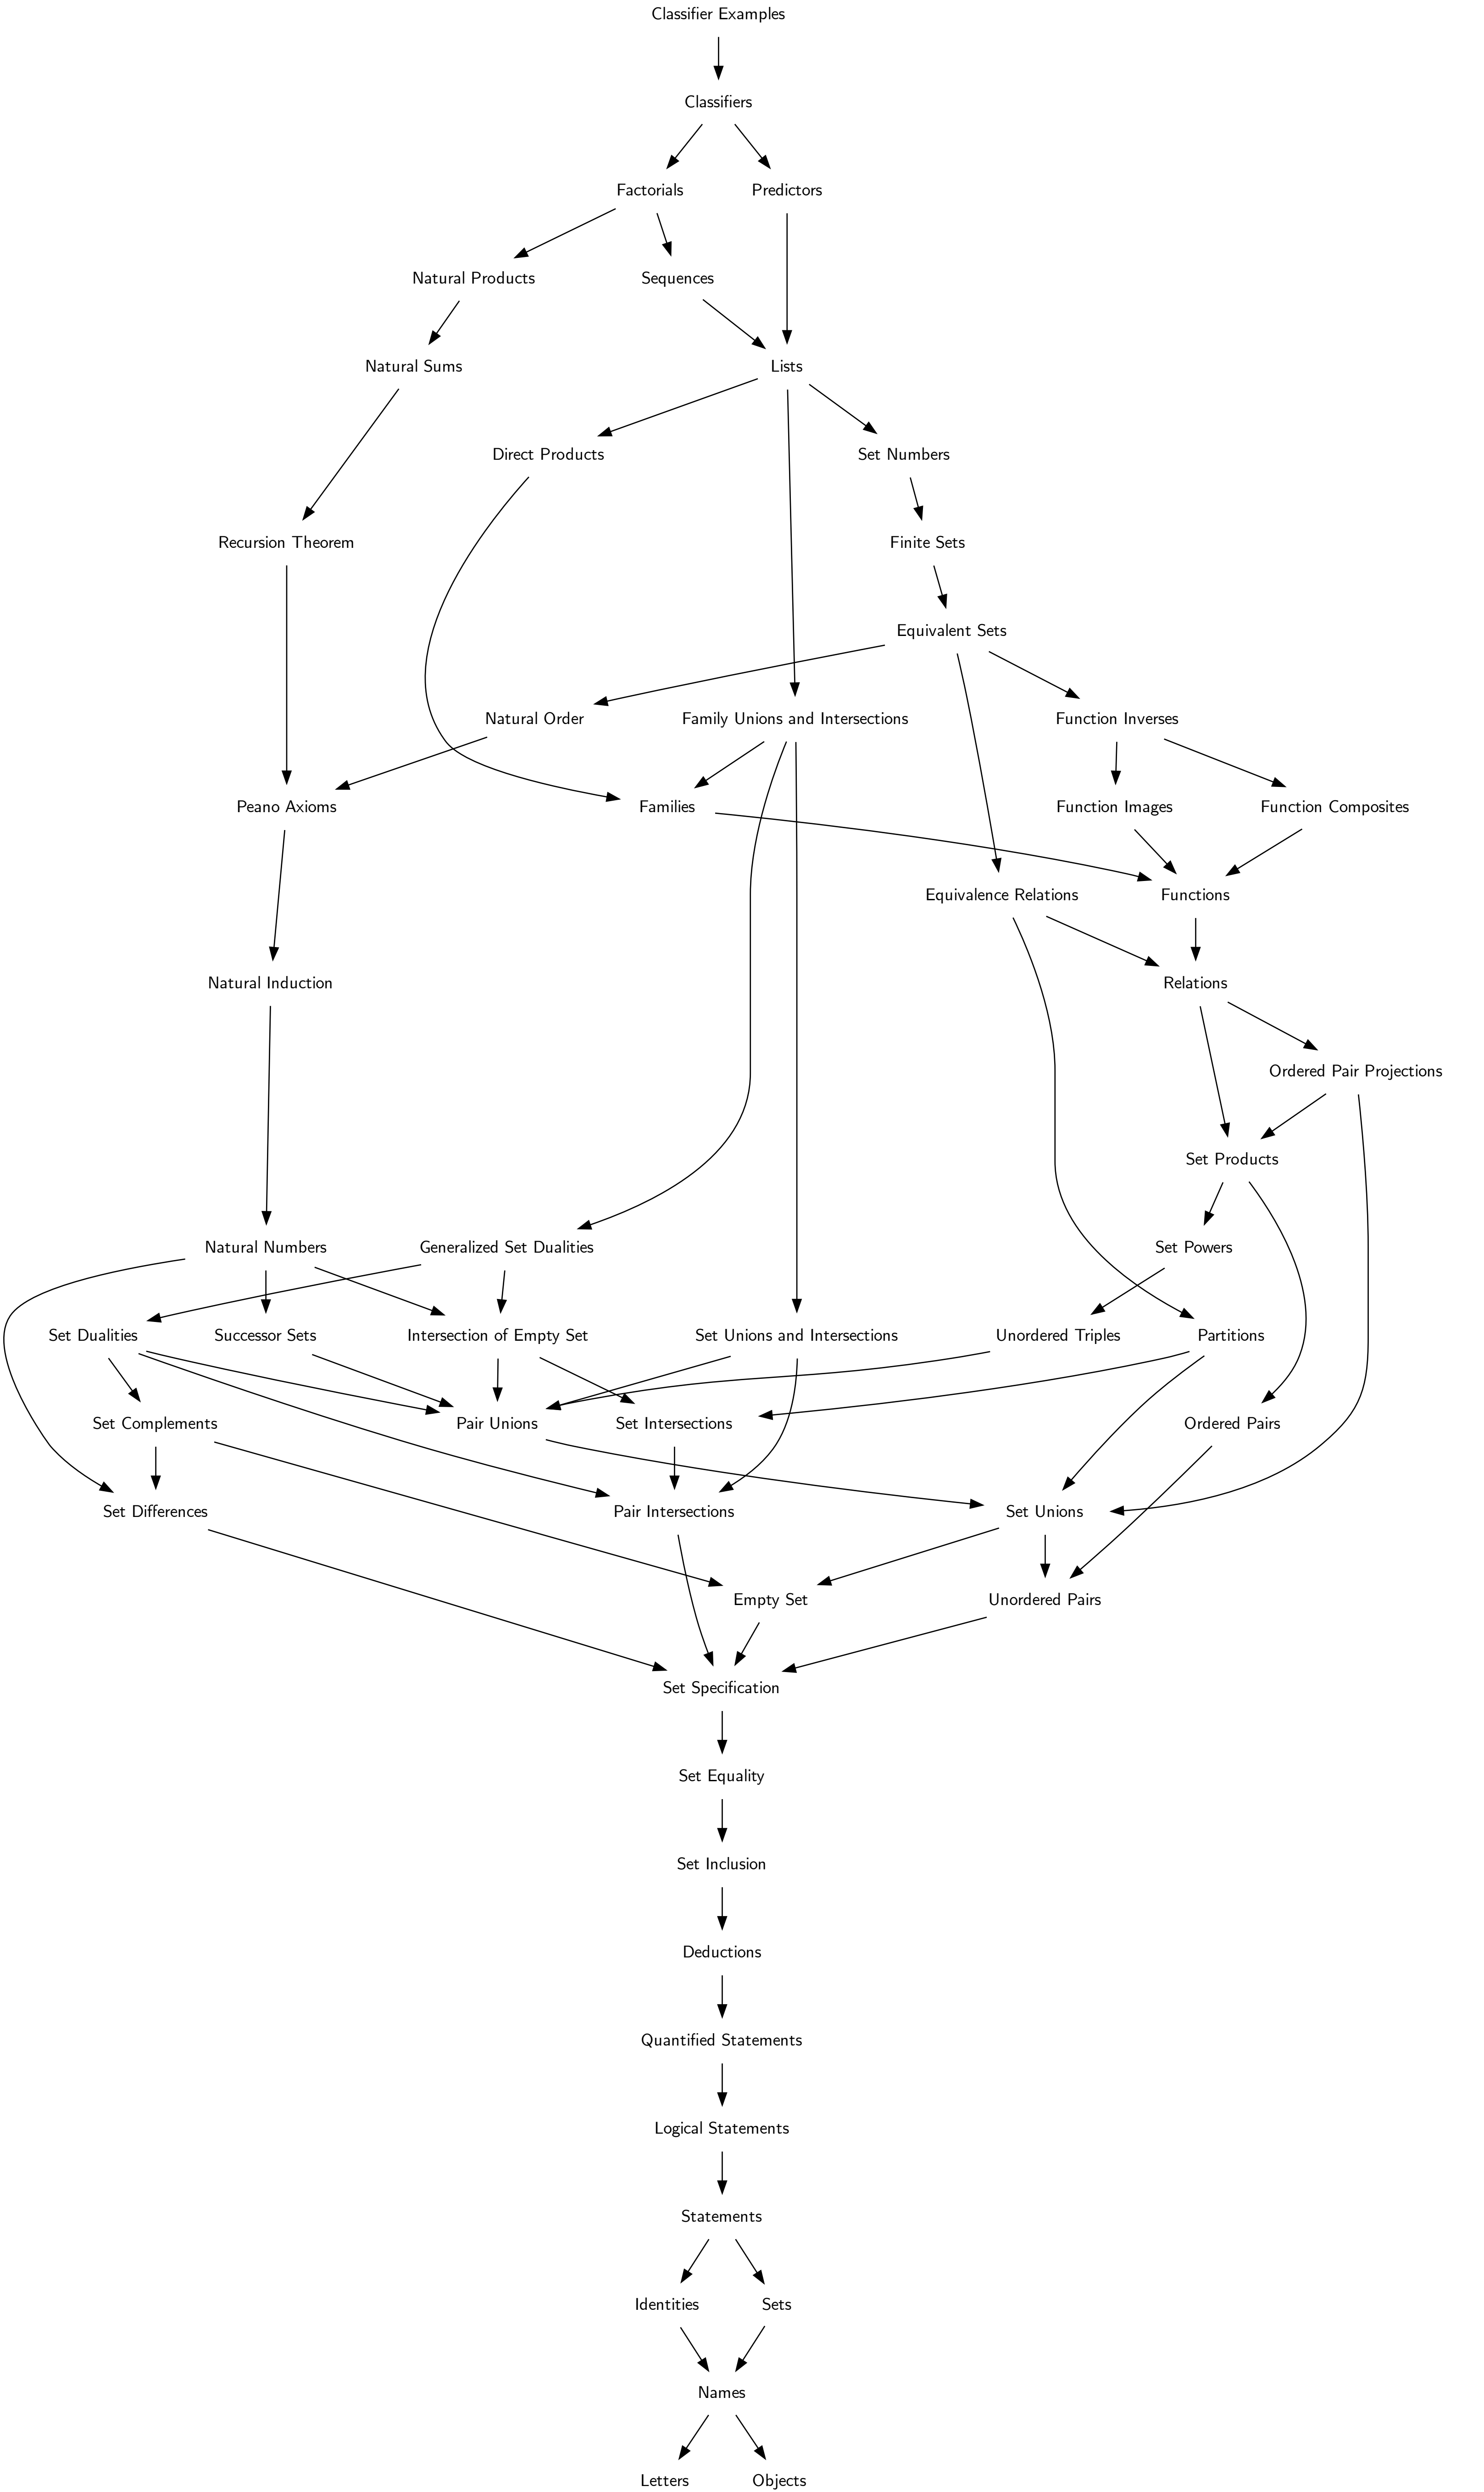 Classifier Examples
Classifiers
Factorials
Predictors
Natural Products
Sequences
Natural Sums
Lists
Direct Products
Set Numbers
Recursion Theorem
Finite Sets
Equivalent Sets
Natural Order
Family Unions and Intersections
Function Inverses
Peano Axioms
Families
Function Images
Function Composites
Equivalence Relations
Functions
Natural Induction
Relations
Ordered Pair Projections
Set Products
Natural Numbers
Generalized Set Dualities
Set Powers
Set Dualities
Successor Sets
Intersection of Empty Set
Set Unions and Intersections
Unordered Triples
Partitions
Set Complements
Pair Unions
Set Intersections
Ordered Pairs
Set Differences
Pair Intersections
Set Unions
Empty Set
Unordered Pairs
Set Specification
Set Equality
Set Inclusion
Deductions
Quantified Statements
Logical Statements
Statements
Identities
Sets
Names
Letters
Objects